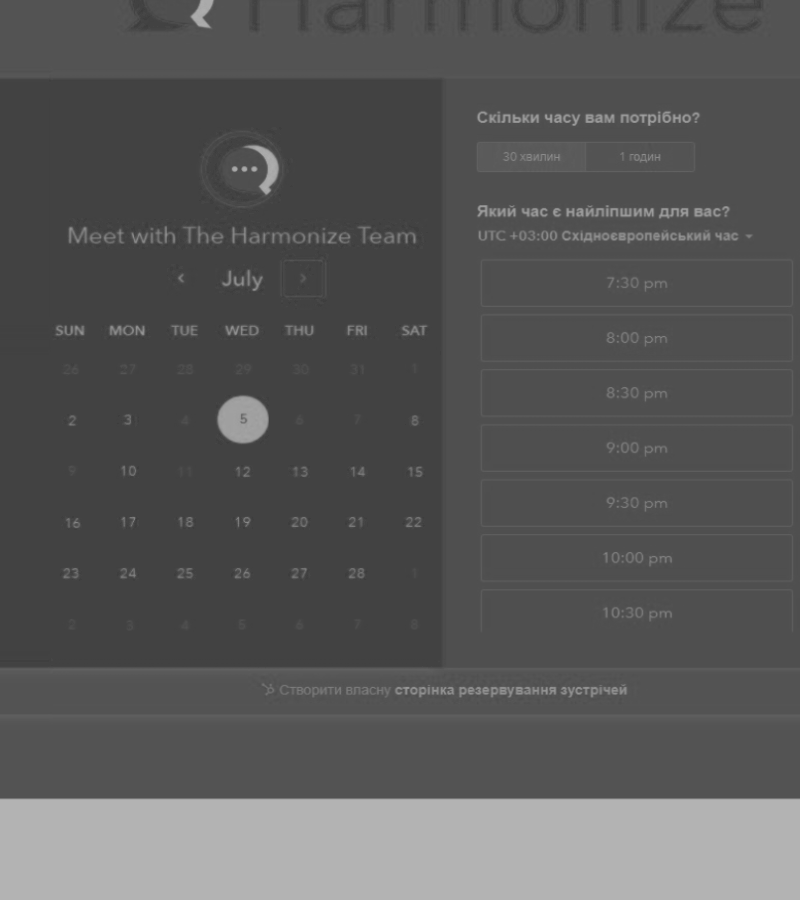 Harmonize
Meet with The Harmonize Team
July
SUN MON TUE WED THU FRI SAT
26 27 28 29 30 31 1
2 3 4 5 6 7 8
9 10 11 12 13 14 15
16 17 18 19 20 21 22
23 24 25 26 27 28 1
2 3 4 5 6 7 8
Скільки часу вам потрібно?
30 хвилин 1 годин
Який час є найліпшим для вас?
UTC +03:00 Східноєвропейський час
7:30 pm
8:00 pm
8:30 pm
9:00 pm
9:30 pm
10:00 pm
10:30 pm
Створити власну сторінка резервування зустрічей